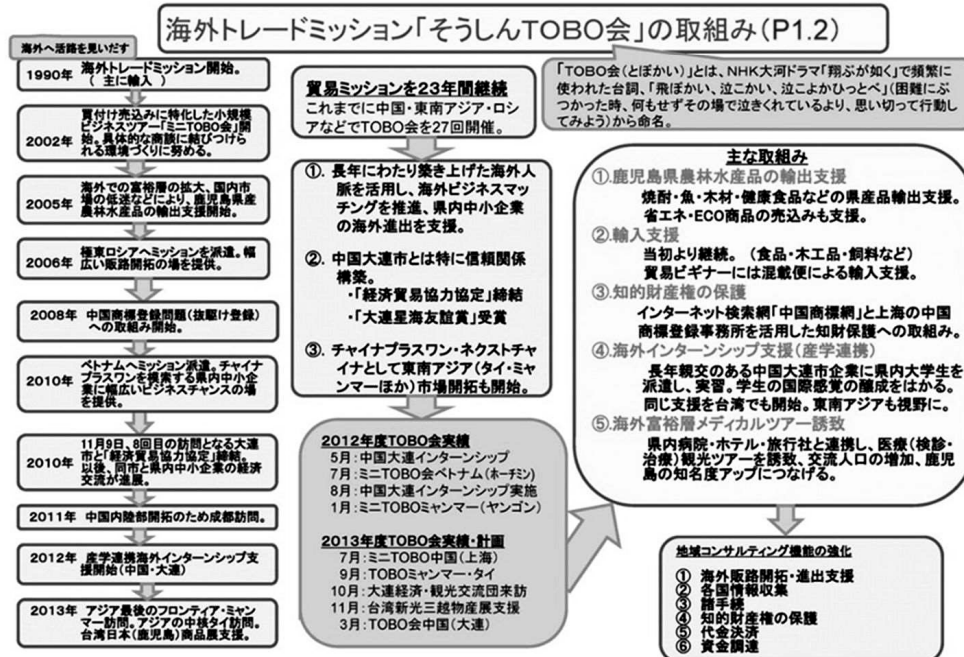 海外トレードミッション「そうしんTOBO会」の取組み(P1.2)
海外へ活路を見いだす
1990年 海外トレードミッション開始。
(主に輸入)
2002年
買付け売込みに特化した小規模
ビジネスツアー「ミニTOBO会」開
始。具体的な商談に結びつけ
られる環境づくりに努める。
2005年
海外での富裕層の拡大、国内市
場の低迷などにより、鹿児島県産
農林水産品の輸出支援開始。
2006年
極東ロシアへミッションを派遣。幅
広い販路開拓の場を提供。
2008年 中国商標登録問題(抜駆け登録)
への取組み開始。
2010年
ベトナムへミッション派遣。チャイナ
プラスワンを模索する県内中小企
業に幅広いビジネスチャンスの場
を提供。
2010年
11月9日、8回目の訪問となる大連
市と「経済貿易協力協定」締結。
以後、同市と県内中小企業の経済
交流が進展。
2011年 中国内陸部開拓のため成都訪問。
2012年 産学連携海外インターンシップ支
援開始(中国・大連)
2013年 アジア最後のフロンティア・ミャン
マー訪問。アジアの中核タイ訪問。
台湾日本(鹿児島)商品展支援。
貿易ミッションを23年間継続
これまでに中国・東南アジア・ロシ
アなどでTOBO会を27回開催。
①. 長年にわたり築き上げた海外人
脈を活用し、海外ビジネスマッ
チングを推進、県内中小企業
の海外進出を支援。
②. 中国大連市とは特に信頼関係
構築。
・「経済貿易協力協定」締結
・「大連星海友誼賞」受賞
③. チャイナプラスワン・ネクストチャ
イナとして東南アジア(タイ・ミャ
ンマーほか)市場開拓も開始。
2012年度TOBO会実績
5月:中国大連インターンシップ
7月:ミニTOBO会ベトナム(ホーチミン)
8月:中国大連インターンシップ実施
1月:ミニTOBOミャンマー(ヤンゴン)
2013年度TOBO会実績・計画
7月:ミニTOBO中国(上海)
9月:TOBOミャンマー・タイ
10月:大連経済・観光交流団来訪
11月:台湾新光三越物産展支援
3月:TOBO会中国(大連)
「TOBO会(とぼかい)」とは、NHK大河ドラマ「翔ぶが如く」で頻繁に
使われた台詞、「飛ぼかい、泣こかい、泣こよかひっとべ」(困難にぶ
つかった時、何もせずその場で泣きくれているより、思い切って行動し
てみよう)から命名。
主な取組み
①.鹿児島県農林水産品の輸出支援
焼酎・魚・木材・健康食品などの県産品輸出支援。
省エネ・ECO商品の売込みも支援。
②.輸入支援
当初より継続。(食品・木工品・飼料など)
貿易ビギナーには混載便による輸入支援。
③.知的財産権の保護
インターネット検索網「中国商標網」と上海の中国
商標登録事務所を活用した知財保護への取組み。
④.海外インターンシップ支援(産学連携)
長年親交のある中国大連市企業に県内大学生を
派遣し、実習。学生の国際感覚の醸成をはかる。
同じ支援を台湾でも開始。東南アジアも視野に。
⑤.海外富裕層メディカルツアー誘致
県内病院・ホテル・旅行社と連携し、医療(検診・
治療)観光ツアーを誘致、交流人口の増加、鹿児
島の知名度アップにつなげる。
地域コンサルティング機能の強化
① 海外販路開拓・進出支援
② 各国情報収集
③ 諸手続
④ 知的財産権の保護
⑤ 代金決済
⑥ 資金調達